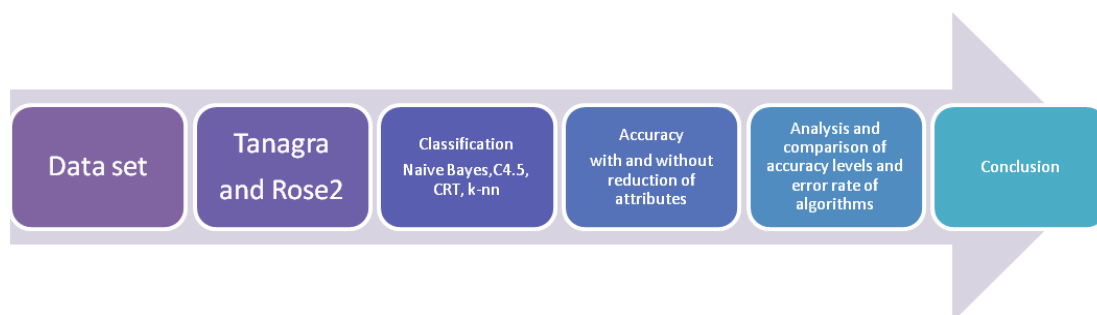 Data set
Tanagra
and Rose2
Classification
Naive Bayes,C4.5,
CRT, k-nn
Accuracy
with and without
reduction of
attributes
Analysis and
comparison of
accuracy levels and
error rate of
algorithms
Conclusion